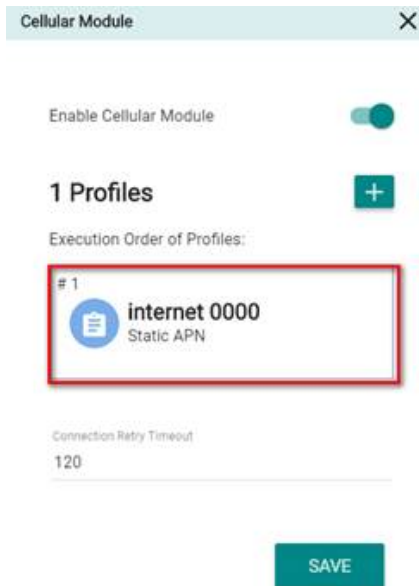 Cellular Module
Enable Cellular Module
1 Profiles
Execution Order of Profiles:
# 1
internet 0000
Static APN
Connection Retry Timeout
120
SAVE